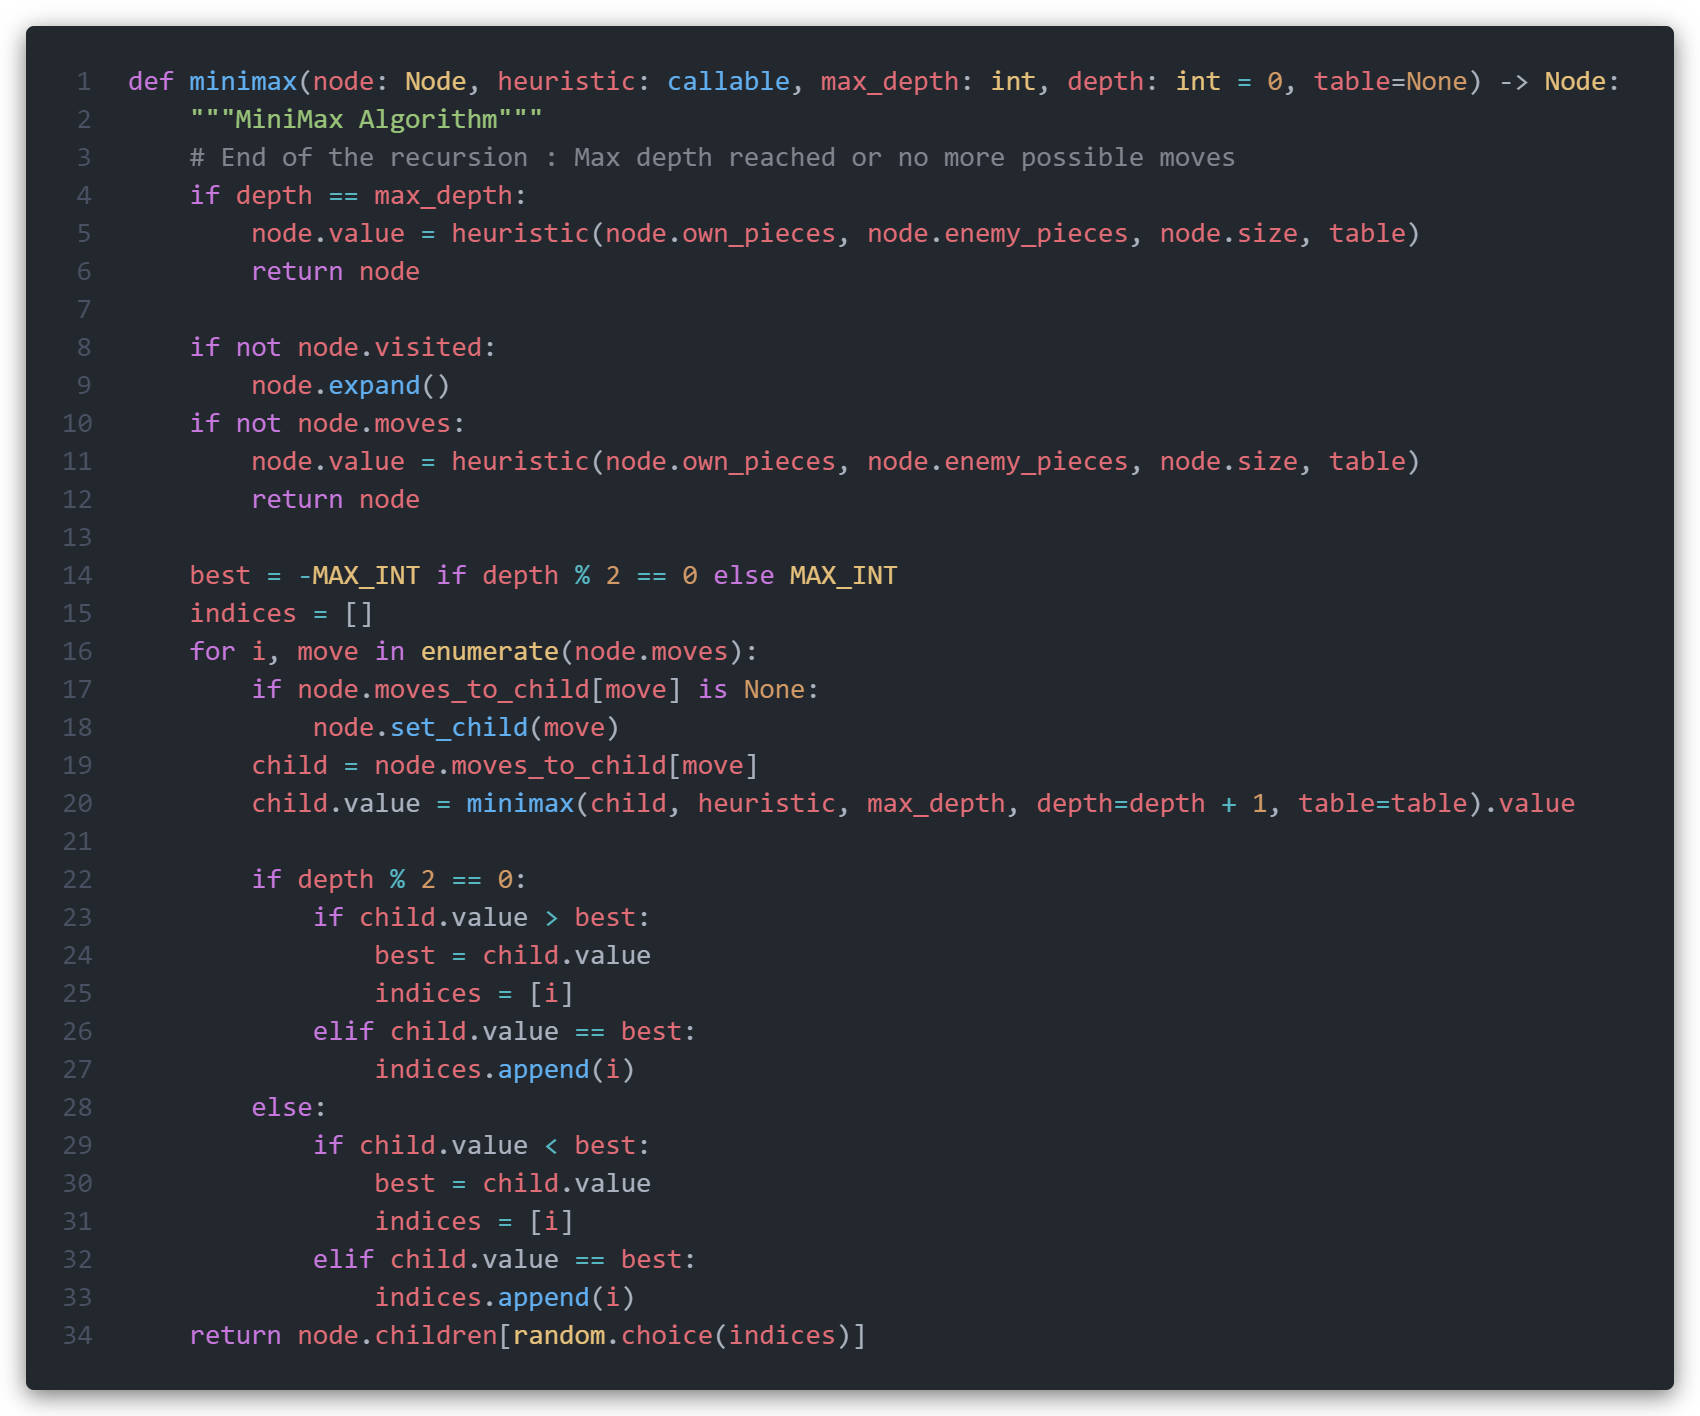 1 def minimax(node: Node, heuristic: callable, max_depth: int, depth: int = 0, table=None) -> Node:
2     """MiniMax Algorithm"""
3     # End of the recursion : Max depth reached or no more possible moves
4     if depth == max_depth:
5         node.value = heuristic(node.own_pieces, node.enemy_pieces, node.size, table)
6         return node
7
8     if not node.visited:
9         node.expand()
10     if not node.moves:
11         node.value = heuristic(node.own_pieces, node.enemy_pieces, node.size, table)
12         return node
13
14     best = -MAX_INT if depth % 2 == 0 else MAX_INT
15     indices = []
16     for i, move in enumerate(node.moves):
17         if node.moves_to_child[move] is None:
18             node.set_child(move)
19         child = node.moves_to_child[move]
20         child.value = minimax(child, heuristic, max_depth, depth=depth + 1, table=table).value
21
22         if depth % 2 == 0:
23             if child.value > best:
24                 best = child.value
25                 indices = [i]
26             elif child.value == best:
27                 indices.append(i)
28         else:
29             if child.value < best:
30                 best = child.value
31                 indices = [i]
32             elif child.value == best:
33                 indices.append(i)
34     return node.children[random.choice(indices)]